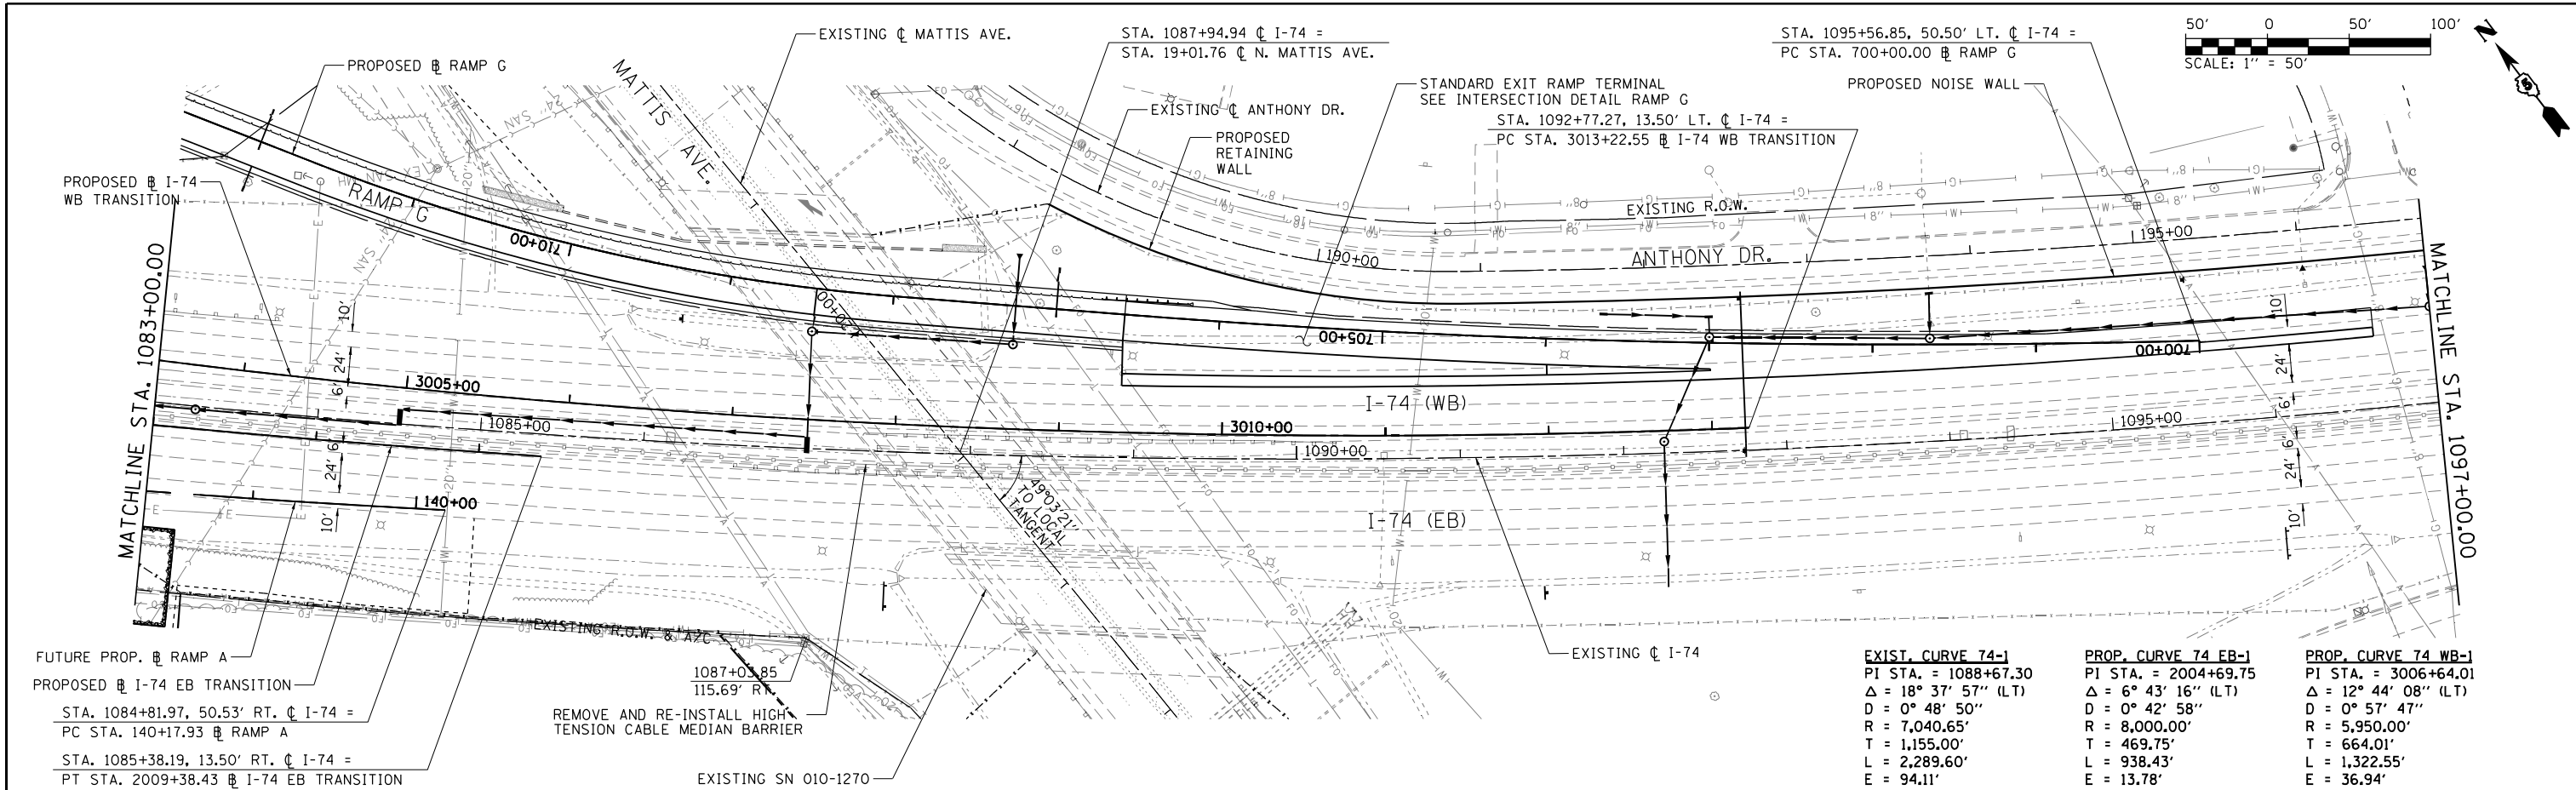 EXISTING ℄ MATTIS AVE.
STA. 1087+94.94 ℄ I-74 =
STA. 19+01.76 ℄ N. MATTIS AVE.
STA. 1095+56.85, 50.50' LT. ℄ I-74 =
PC STA. 700+00.00 ⅊ RAMP G
50' 0 50' 100'
SCALE: 1" = 50'
N
5
PROPOSED ⅊ RAMP G
MATTIS AVE.
EXISTING ℄ ANTHONY DR.
PROPOSED
RETAINING
WALL
STANDARD EXIT RAMP TERMINAL
SEE INTERSECTION DETAIL RAMP G
STA. 1092+77.27, 13.50' LT. ℄ I-74 =
PC STA. 3013+22.55 ⅊ I-74 WB TRANSITION
PROPOSED NOISE WALL
PROPOSED ⅊ I-74
WB TRANSITION
RAMP G
710+00
EXISTING R.O.W.
190+00
ANTHONY DR.
195+00
MATCHLINE STA. 1083+00.00
MATCHLINE STA. 1097+00.00
10'
24'
6'
6'
24'
10'
3005+00
1085+00
140+00
705+00
700+00
I-74 (WB)
3010+00
1090+00
1095+00
I-74 (EB)
49°03'21"
TO LOCAL
TANGENT
10'
24'
6'
6'
24'
10'
EXISTING R.O.W. & A/C
FUTURE PROP. ⅊ RAMP A
PROPOSED ⅊ I-74 EB TRANSITION
STA. 1084+81.97, 50.53' RT. ℄ I-74 =
PC STA. 140+17.93 ⅊ RAMP A
STA. 1085+38.19, 13.50' RT. ℄ I-74 =
PT STA. 2009+38.43 ⅊ I-74 EB TRANSITION
1087+03.85
115.69' RT.
REMOVE AND RE-INSTALL HIGH
TENSION CABLE MEDIAN BARRIER
EXISTING SN 010-1270
EXISTING ℄ I-74
EXIST. CURVE 74-1
PI STA. = 1088+67.30
Δ = 18° 37' 57" (LT)
D = 0° 48' 50"
R = 7,040.65'
T = 1,155.00'
L = 2,289.60'
E = 94.11'
PROP. CURVE 74 EB-1
PI STA. = 2004+69.75
Δ = 6° 43' 16" (LT)
D = 0° 42' 58"
R = 8,000.00'
T = 469.75'
L = 938.43'
E = 13.78'
PROP. CURVE 74 WB-1
PI STA. = 3006+64.01
Δ = 12° 44' 08" (LT)
D = 0° 57' 47"
R = 5,950.00'
T = 664.01'
L = 1,322.55'
E = 36.94'